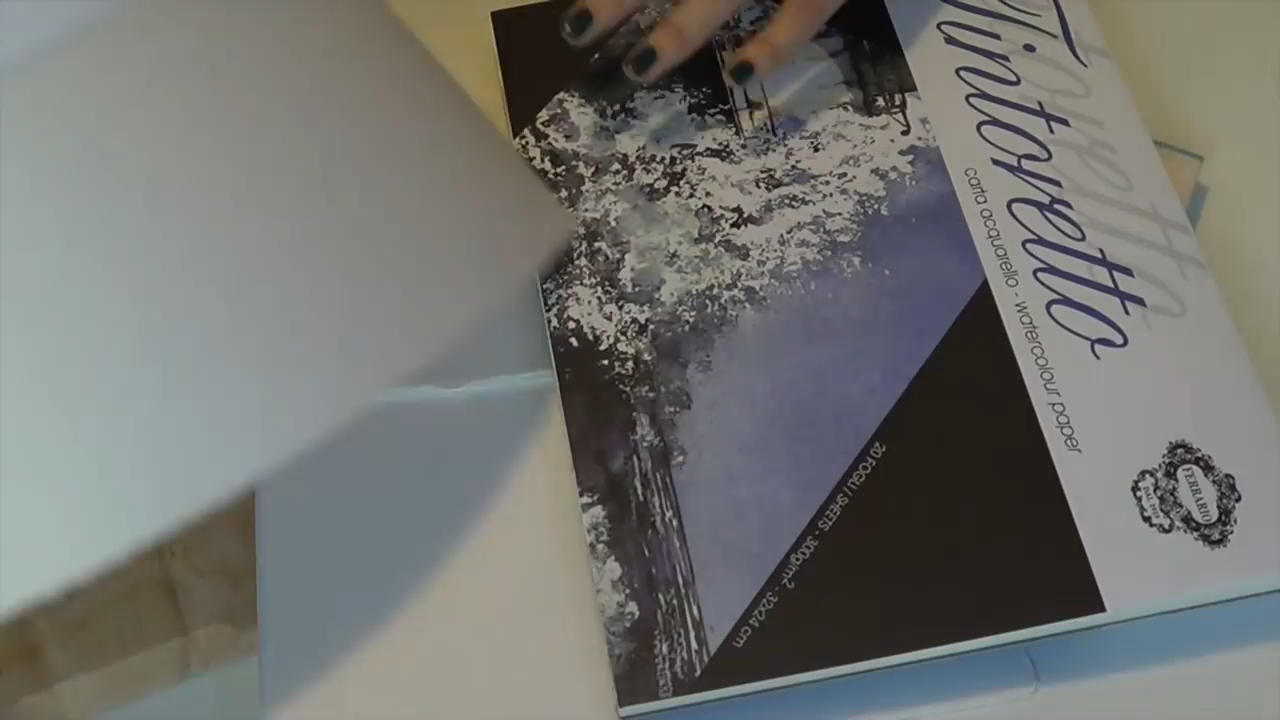 Tintoretto
carta acquarello - watercolour paper
20 FOGLI / SHEETS - 300g/m² - 32x24 cm
FERRARIO